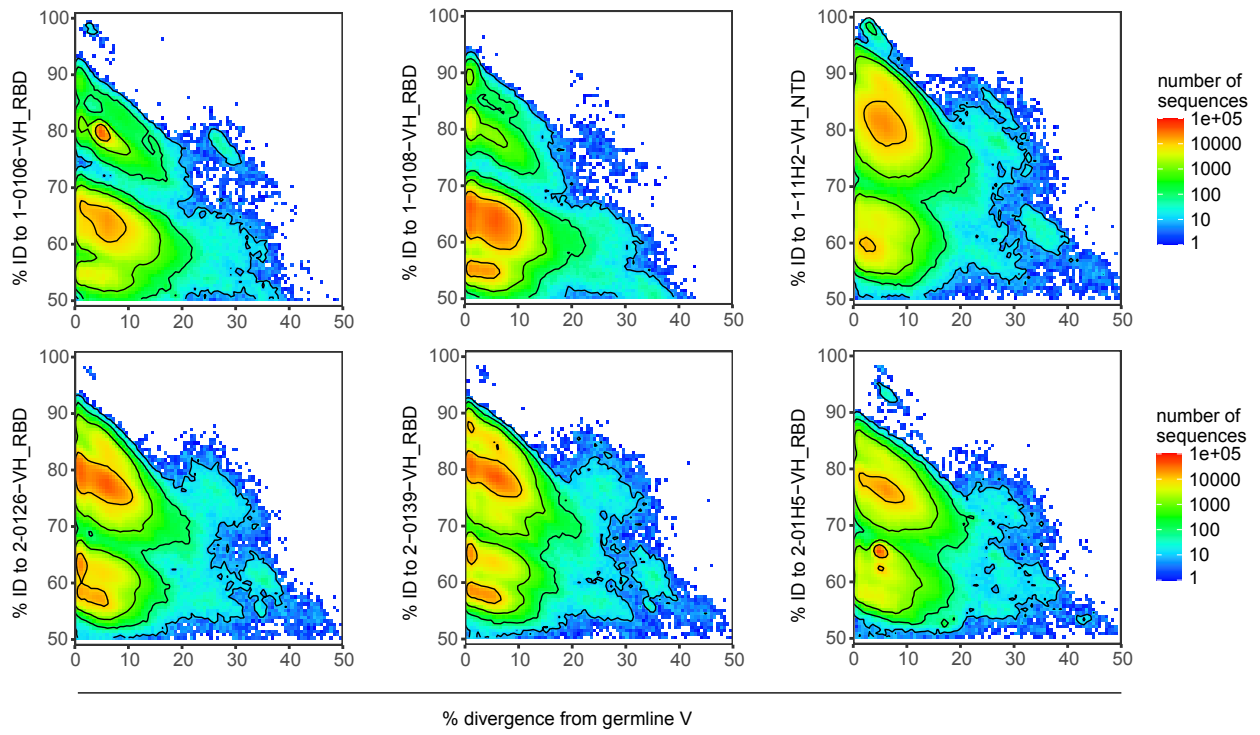 % ID to 1−0106−VH_RBD
100
90
80
70
60
50
0 10 20 30 40 50
% ID to 1−0108−VH_RBD
100
90
80
70
60
50
0 10 20 30 40 50
% ID to 1−11H2−VH_NTD
100
90
80
70
60
50
0 10 20 30 40 50
number of
sequences
1e+05
10000
1000
100
10
1
% ID to 2-0126−VH_RBD
100
90
80
70
60
50
0 10 20 30 40 50
% ID to 2−0139−VH_RBD
100
90
80
70
60
50
0 10 20 30 40 50
% ID to 2−01H5−VH_RBD
100
90
80
70
60
50
0 10 20 30 40 50
number of
sequences
1e+05
10000
1000
100
10
1
% divergence from germline V